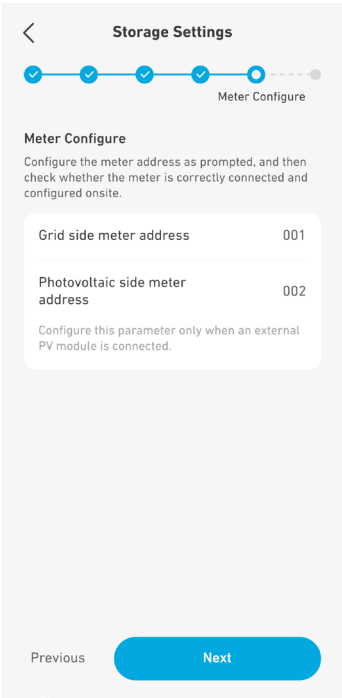 Storage Settings
Meter Configure
Meter Configure
Configure the meter address as prompted, and then
check whether the meter is correctly connected and
configured onsite.
Grid side meter address 001
Photovoltaic side meter
address 002
Configure this parameter only when an external
PV module is connected.
Previous Next